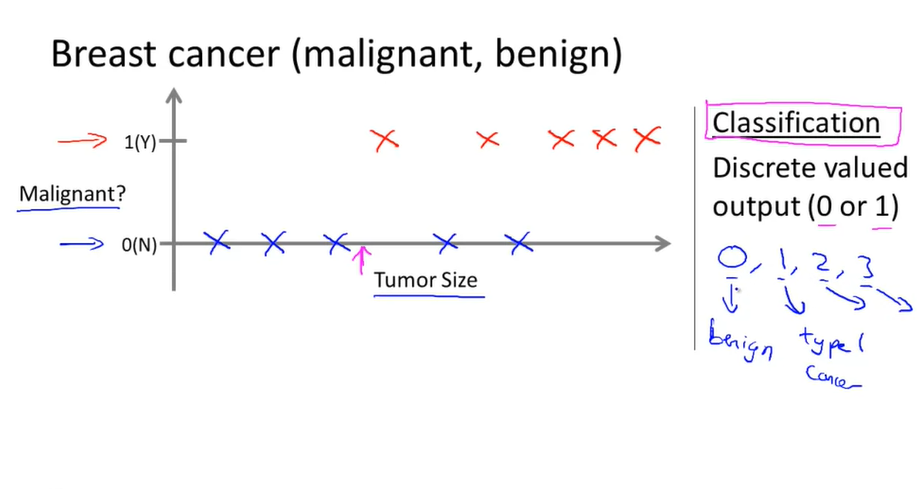 Breast cancer (malignant, benign)
1(Y)
Malignant?
0(N)
Tumor Size
Classification
Discrete valued
output (0 or 1)
0, 1, 2, 3
benign type 1
cancer